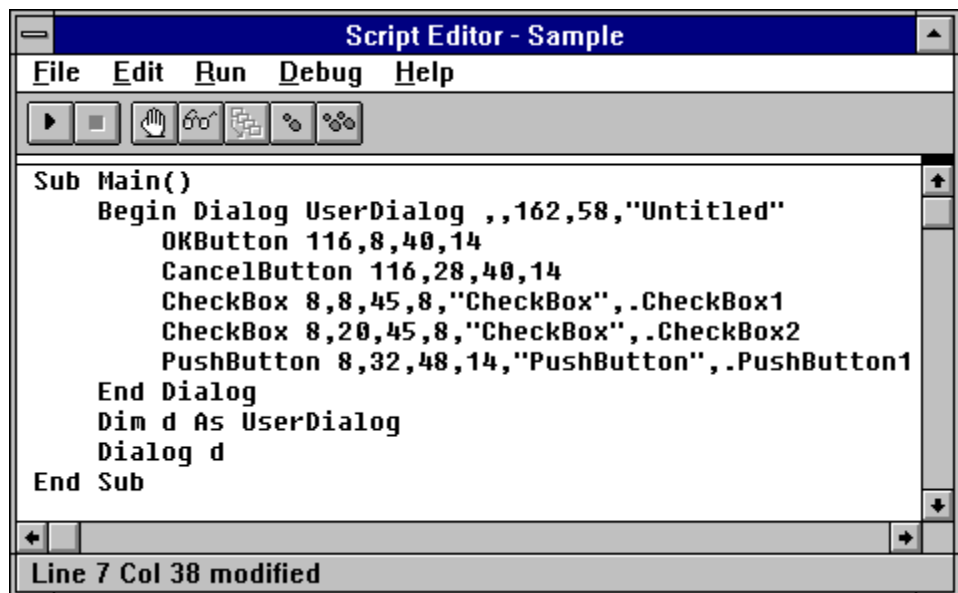 Script Editor - Sample
File Edit Run Debug Help
Sub Main()
    Begin Dialog UserDialog ,,162,58,"Untitled"
        OKButton 116,8,40,14
        CancelButton 116,28,40,14
        CheckBox 8,8,45,8,"CheckBox",.CheckBox1
        CheckBox 8,20,45,8,"CheckBox",.CheckBox2
        PushButton 8,32,48,14,"PushButton",.PushButton1
    End Dialog
    Dim d As UserDialog
    Dialog d
End Sub
Line 7 Col 38 modified